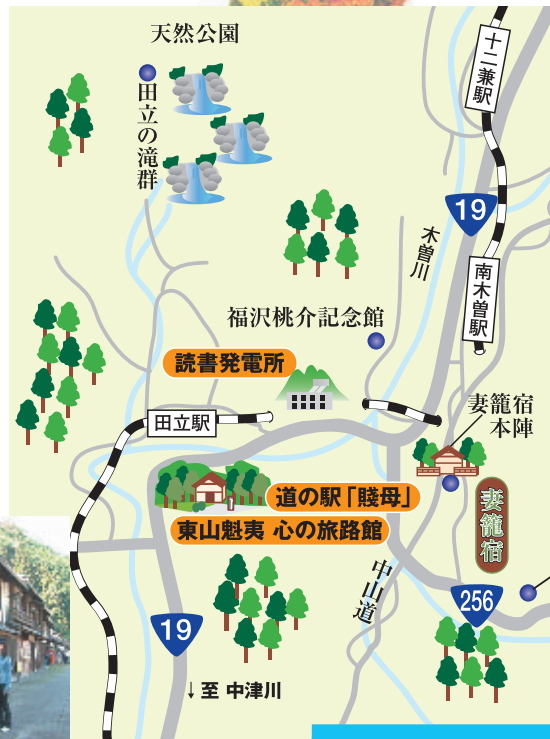 天然公園
田立の滝群
十二兼駅
19
木曽川
南木曽駅
福沢桃介記念館
読書発電所
妻籠宿
本陣
田立駅
道の駅「賤母」
妻籠宿
東山魁夷 心の旅路館
中山道
256
19
↓至 中津川